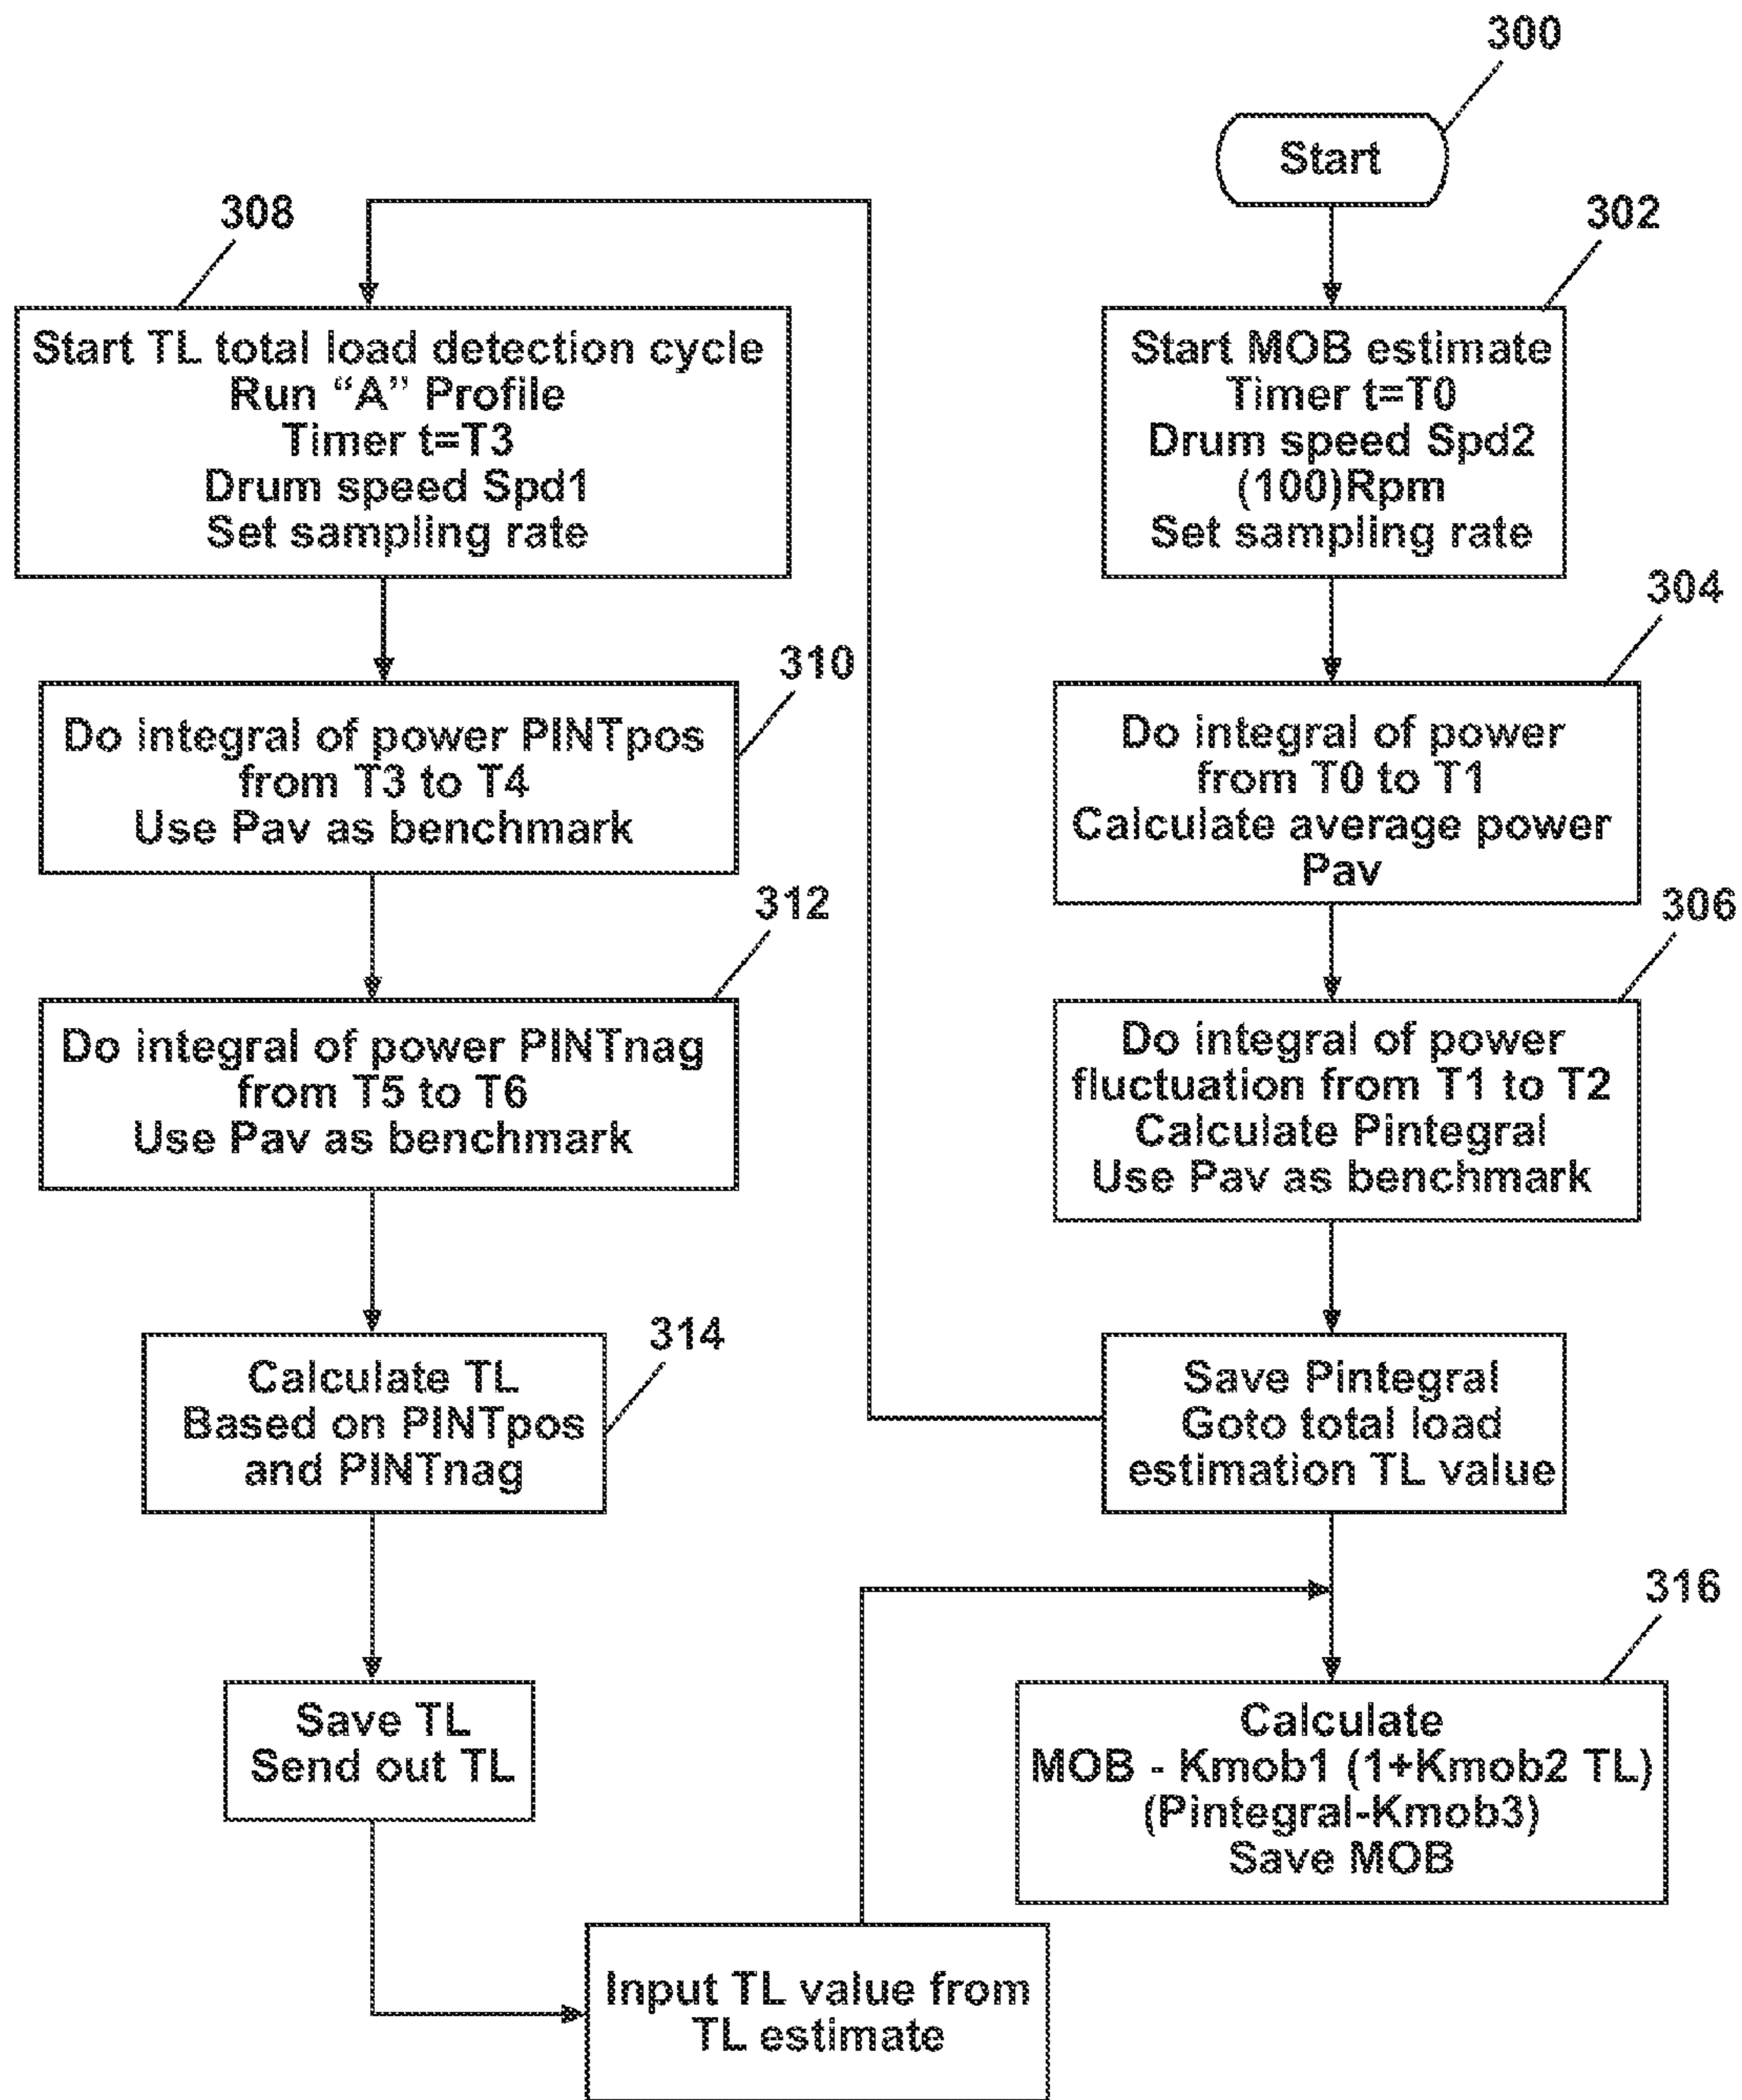 300
Start
302
Start MOB estimate
Timer t=T0
Drum speed Spd2
(100)Rpm
Set sampling rate
304
Do integral of power
from T0 to T1
Calculate average power
Pav
306
Do integral of power
fluctuation from T1 to T2
Calculate Pintegral
Use Pav as benchmark
Save Pintegral
Goto total load
estimation TL value
308
Start TL total load detection cycle
Run “A” Profile
Timer t=T3
Drum speed Spd1
Set sampling rate
310
Do integral of power PINTpos
from T3 to T4
Use Pav as benchmark
312
Do integral of power PINTnag
from T5 to T6
Use Pav as benchmark
314
Calculate TL
Based on PINTpos
and PINTnag
Save TL
Send out TL
Input TL value from
TL estimate
316
Calculate
MOB - Kmob1 (1+Kmob2 TL)
(Pintegral-Kmob3)
Save MOB